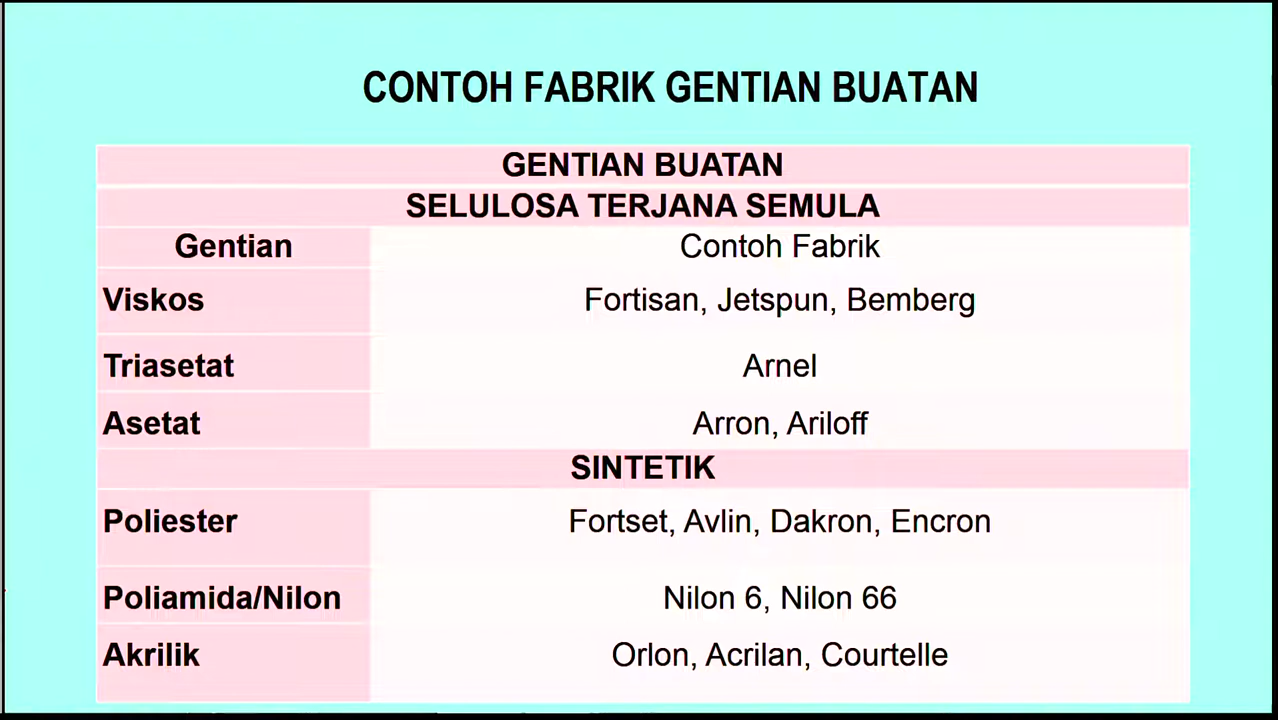 CONTOH FABRIK GENTIAN BUATAN
GENTIAN BUATAN
SELULOSA TERJANA SEMULA
Gentian Contoh Fabrik
Viskos Fortisan, Jetspun, Bemberg
Triasetat Arnel
Asetat Arron, Ariloff
SINTETIK
Poliester Fortset, Avlin, Dakron, Encron
Poliamida/Nilon Nilon 6, Nilon 66
Akrilik Orlon, Acrilan, Courtelle